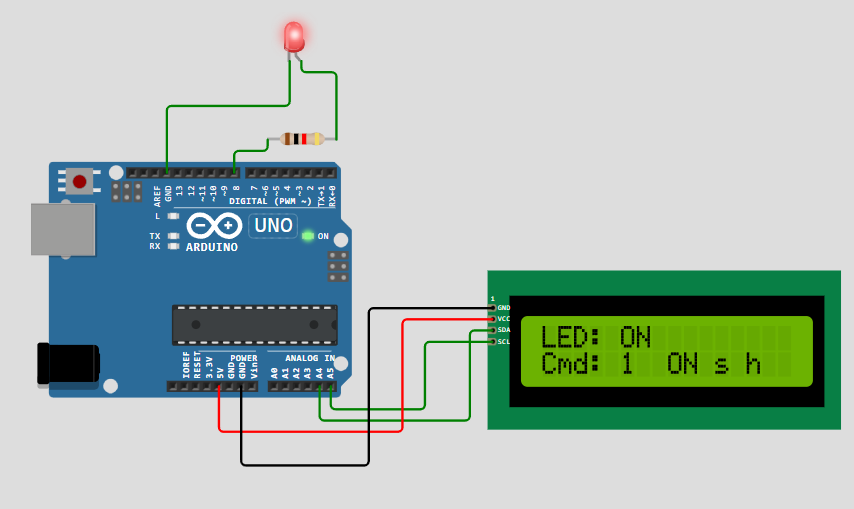 AREF
GND
13
12
~11
~10
~9
8
7
~6
~5
4
~3
2
TX→1
RX←0
DIGITAL (PWM ~)
L
TX
RX
ARDUINO
UNO
ON
IOREF
RESET
3.3V
5V
GND
GND
Vin
POWER
ANALOG IN
A0
A1
A2
A3
A4
A5
1
GND
VCC
SDA
SCL
LED: ON
Cmd: 1 ON s h